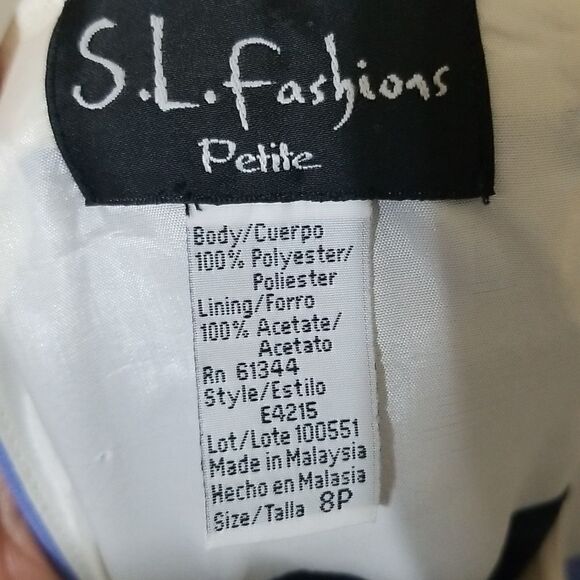 S.L. Fashions
Petite
Body/Cuerpo
100% Polyester/
Poliester
Lining/Forro
100% Acetate/
Acetato
Rn 61344
Style/Estilo
E4215
Lot/Lote 100551
Made in Malaysia
Hecho en Malasia
Size/Talla 8P